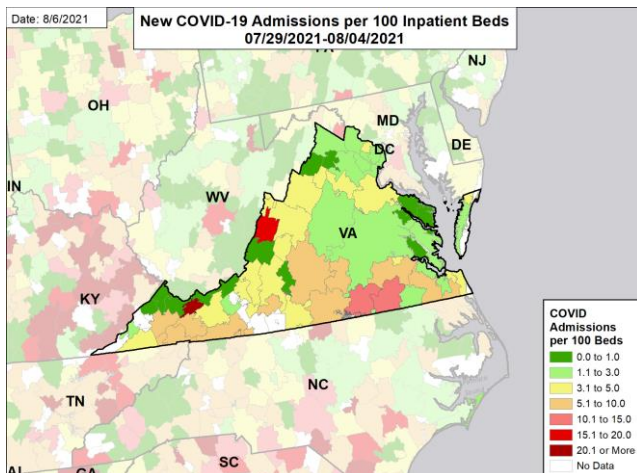 Date: 8/6/2021
New COVID-19 Admissions per 100 Inpatient Beds
07/29/2021-08/04/2021
PA
NJ
OH
MD
DE
DC
IN
WV
VA
KY
TN
NC
SC
AL
GA
COVID
Admissions
per 100 Beds
0.0 to 1.0
1.1 to 3.0
3.1 to 5.0
5.1 to 10.0
10.1 to 15.0
15.1 to 20.0
20.1 or More
No Data